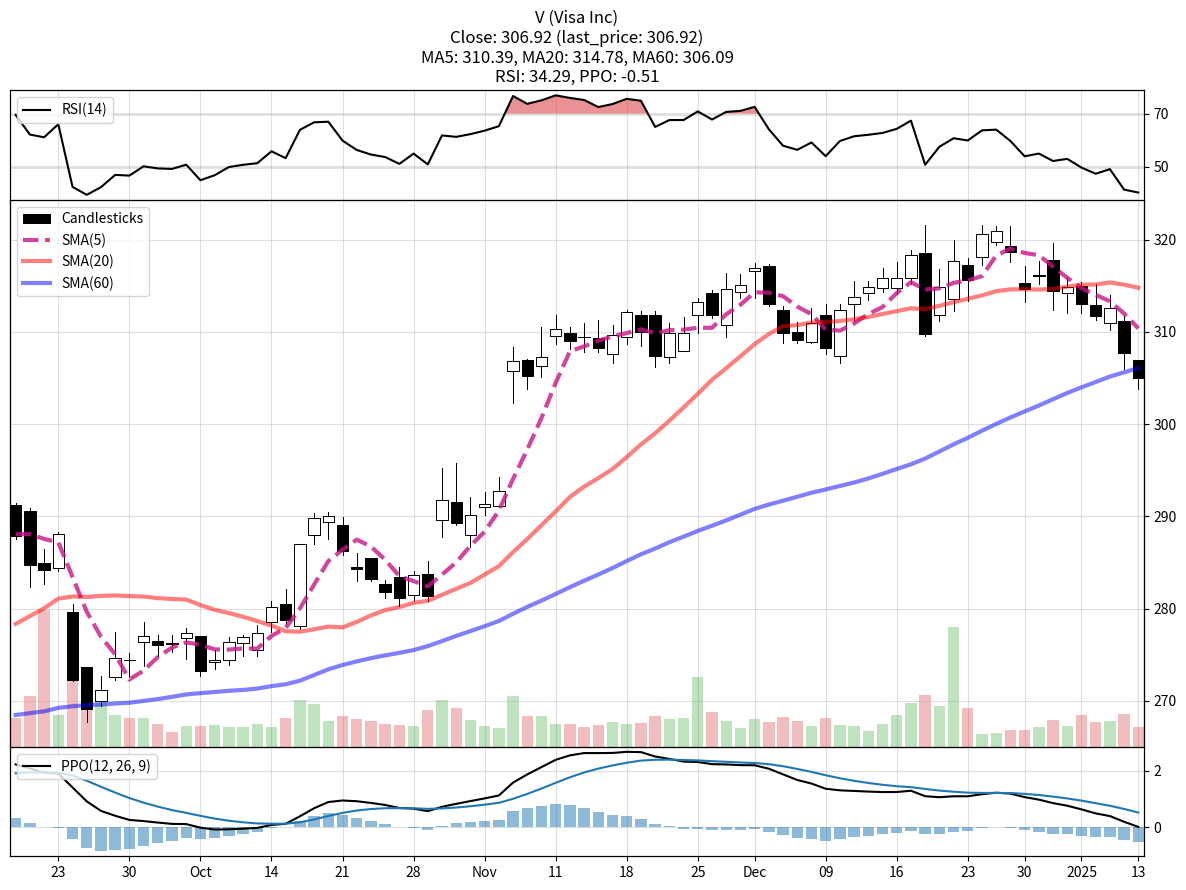 V (Visa Inc)
Close: 306.92 (last_price: 306.92)
MA5: 310.39, MA20: 314.78, MA60: 306.09
RSI: 34.29, PPO: -0.51
RSI(14)
70
50
Candlesticks
SMA(5)
SMA(20)
SMA(60)
320
310
300
290
280
270
PPO(12, 26, 9)
2
0
23 30 Oct 14 21 28 Nov 11 18 25 Dec 09 16 23 30 2025 13